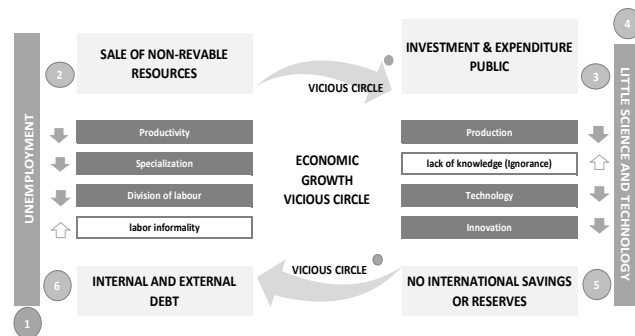 4
SALE OF NON-REVABLE
RESOURCES
INVESTMENT & EXPENDITURE
PUBLIC
2
3
VICIOUS CIRCLE
UNEMPLOYMENT
LITTLE SCIENCE AND TECHNOLOGY
Productivity
Specialization
Division of labour
labor informality
ECONOMIC
GROWTH
VICIOUS CIRCLE
Production
lack of knowledge (Ignorance)
Technology
Innovation
VICIOUS CIRCLE
6
INTERNAL AND EXTERNAL
DEBT
NO INTERNATIONAL SAVINGS
OR RESERVES
5
1